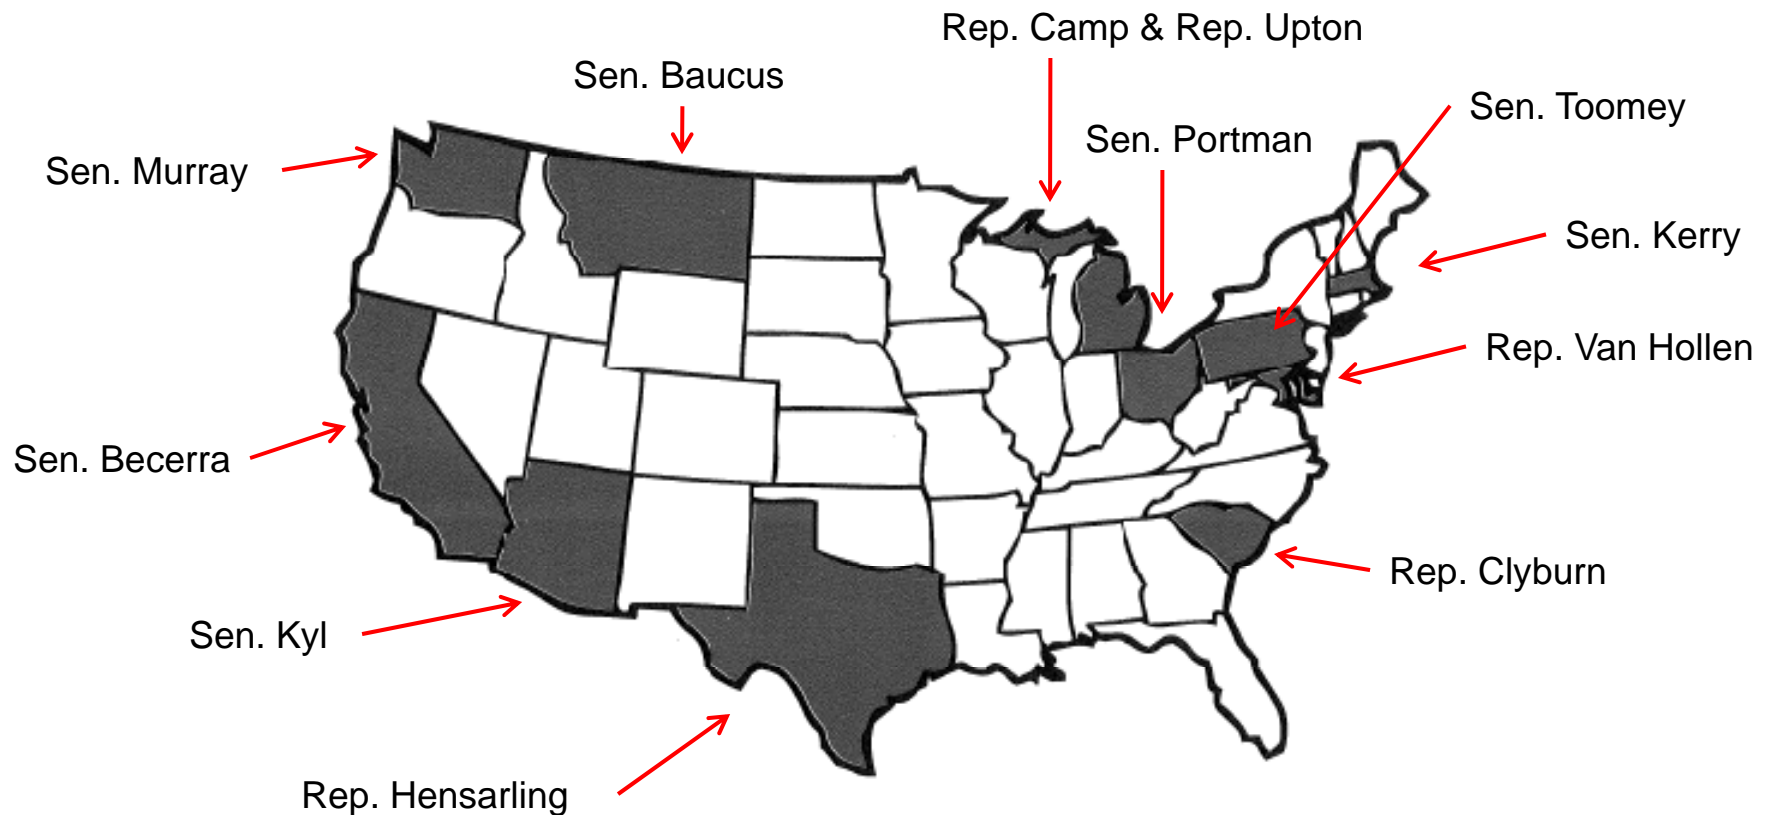 Rep. Camp & Rep. Upton
Sen. Baucus
Sen. Toomey
Sen. Portman
Sen. Murray
Sen. Kerry
Rep. Van Hollen
Sen. Becerra
Rep. Clyburn
Sen. Kyl
Rep. Hensarling